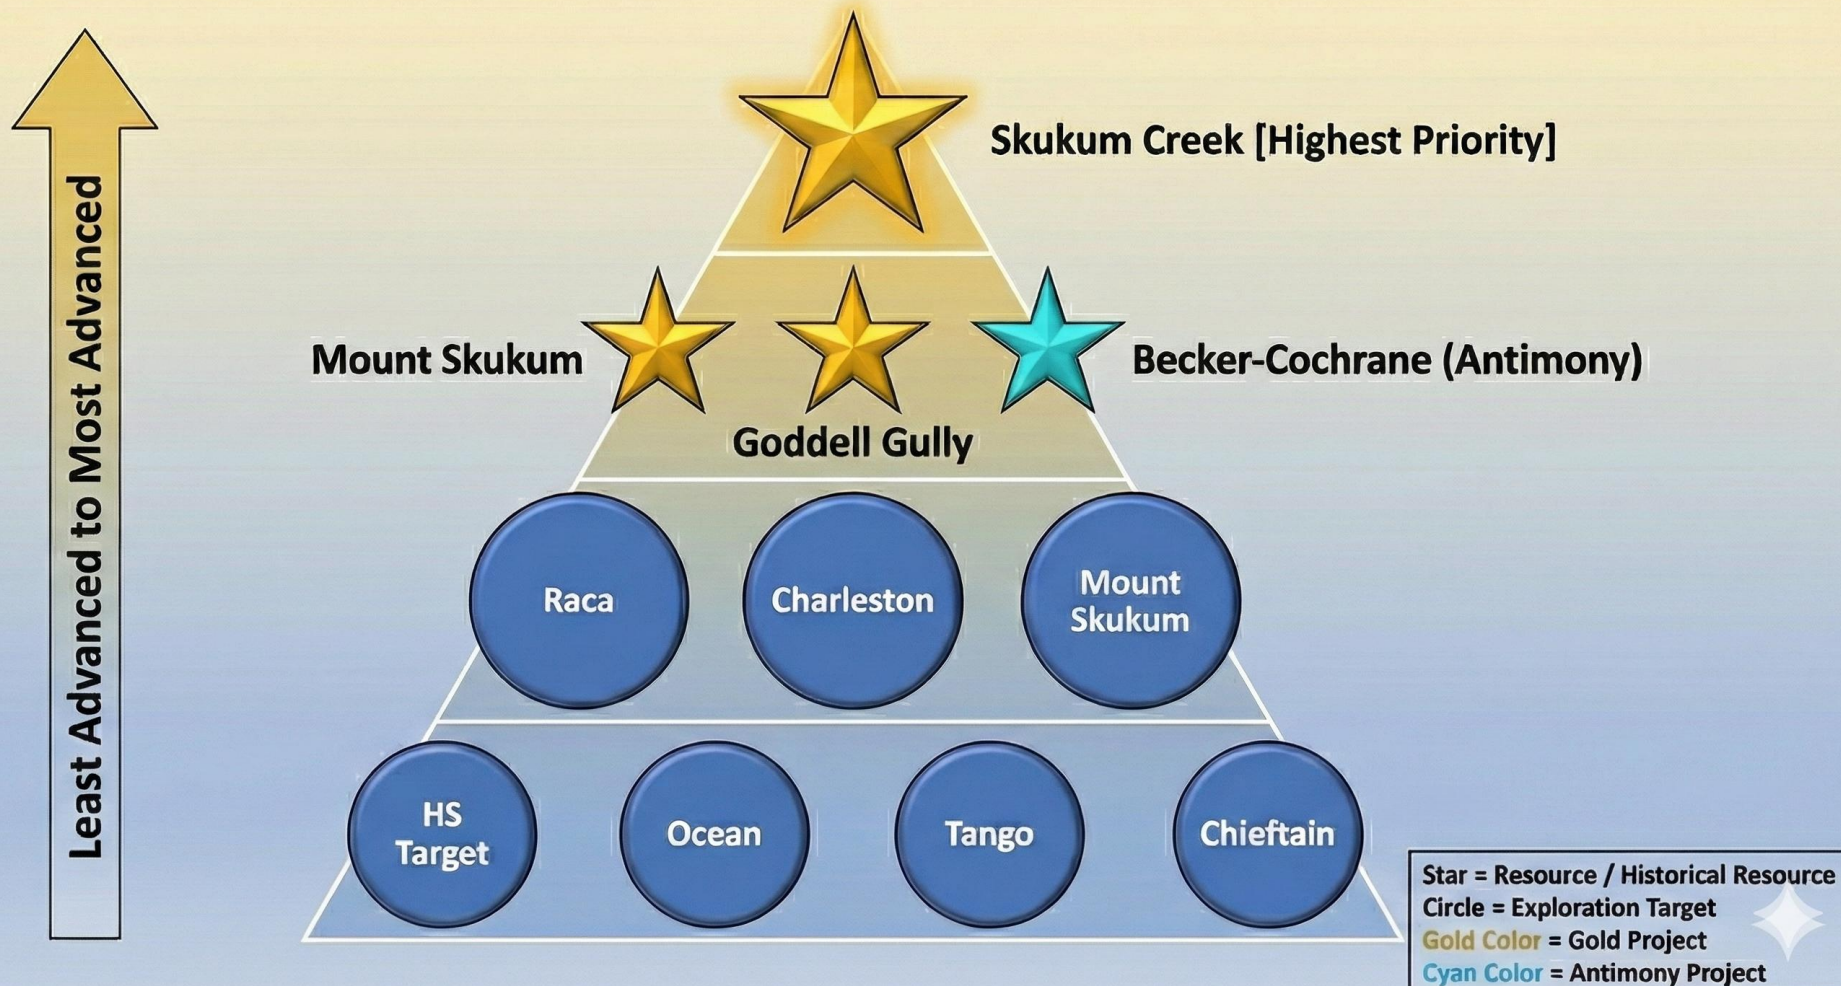 Least Advanced to Most Advanced
Skukum Creek [Highest Priority]
Mount Skukum
Becker-Cochrane (Antimony)
Goddell Gully
Raca
Charleston
Mount
Skukum
HS
Target
Ocean
Tango
Chieftain
Star = Resource / Historical Resource
Circle = Exploration Target
Gold Color = Gold Project
Cyan Color = Antimony Project